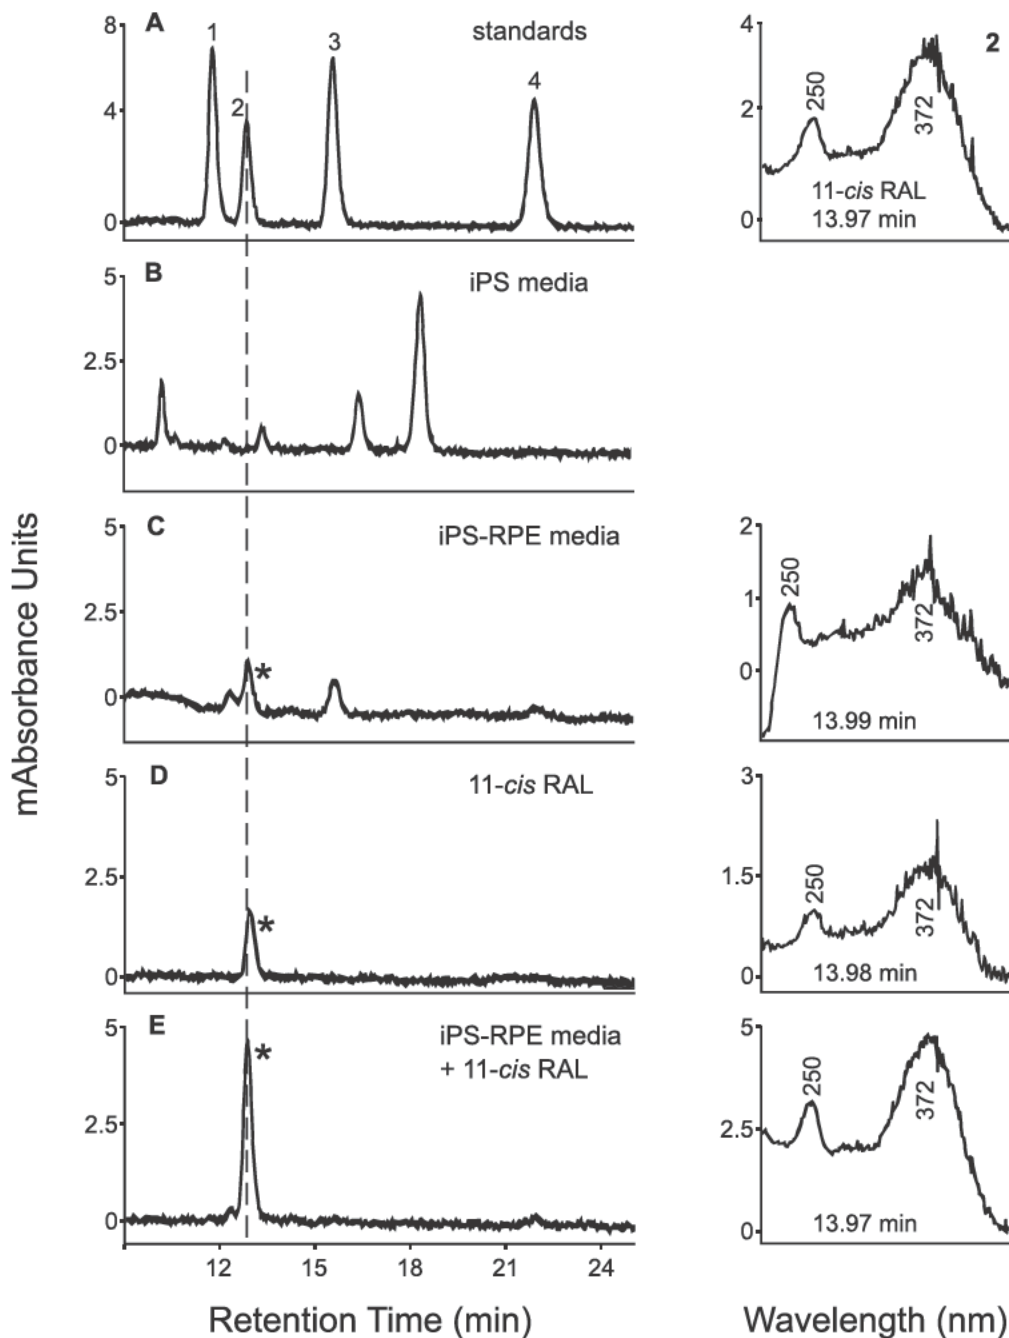 mAbsorbance Units
A
standards
8
4
0
1
2
3
4
4
2
0
2
250
372
11-cis RAL
13.97 min
B
iPS media
5
2.5
0
C
iPS-RPE media
5
2.5
0
*
2
1
0
250
372
13.99 min
D
11-cis RAL
5
2.5
0
*
3
1.5
0
250
372
13.98 min
E
iPS-RPE media
+ 11-cis RAL
5
2.5
0
*
5
2.5
0
250
372
13.97 min
12 15 18 21 24
Retention Time (min)
Wavelength (nm)